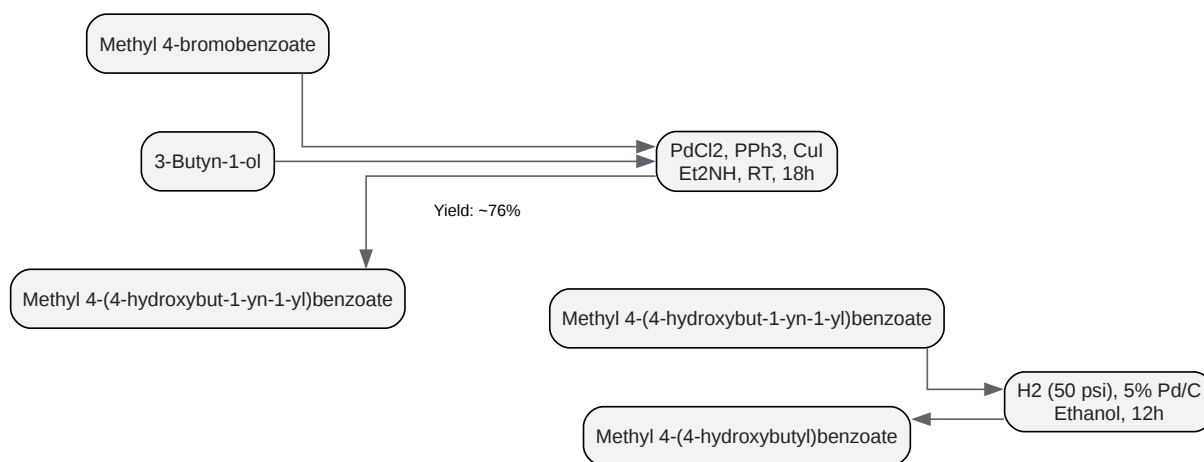 Methyl 4-bromobenzoate
3-Butyn-1-ol
PdCl2, PPh3, CuI
Et2NH, RT, 18h
Yield: ~76%
Methyl 4-(4-hydroxybut-1-yn-1-yl)benzoate
Methyl 4-(4-hydroxybut-1-yn-1-yl)benzoate
H2 (50 psi), 5% Pd/C
Ethanol, 12h
Methyl 4-(4-hydroxybutyl)benzoate